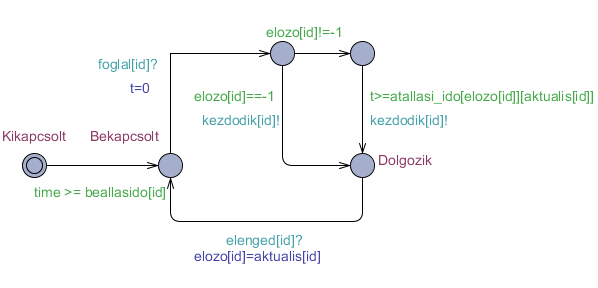 elozo[id]!=-1
foglal[id]?
t=0
elozo[id]==-1
t>=atallasi_ido[elozo[id]][aktualis[id]]
kezdodik[id]!
kezdodik[id]!
Kikapcsolt
Bekapcsolt
Dolgozik
time >= beallasido[id]
elenged[id]?
elozo[id]=aktualis[id]